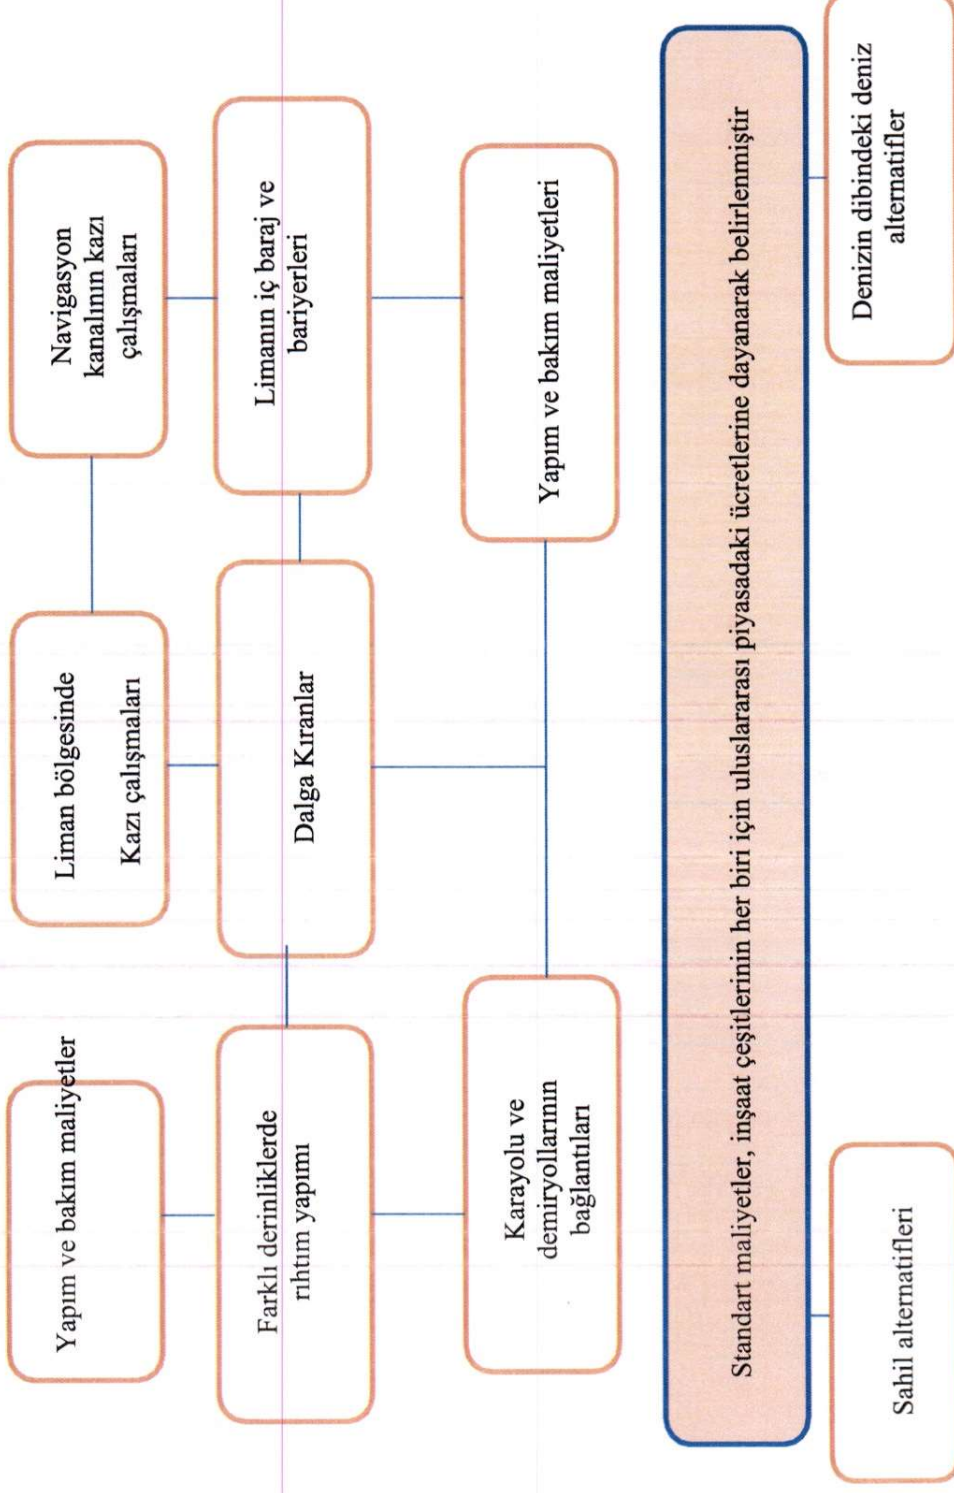 Yapım ve bakım maliyetler
Liman bölgesinde
Kazı çalışmaları
Navigasyon
kanalının kazı
çalışmaları
Farklı derinliklerde
rıhtım yapımı
Dalga Kıranlar
Limanın iç baraj ve
bariyerleri
Karayolu ve
demiryollarının
bağlantıları
Yapım ve bakım maliyetleri
Standart maliyetler, inşaat çeşitlerinin her biri için uluslararası piyasadaki ücretlerine dayanarak belirlenmiştir
Sahil alternatifleri
Denizin dibindeki deniz
alternatifler